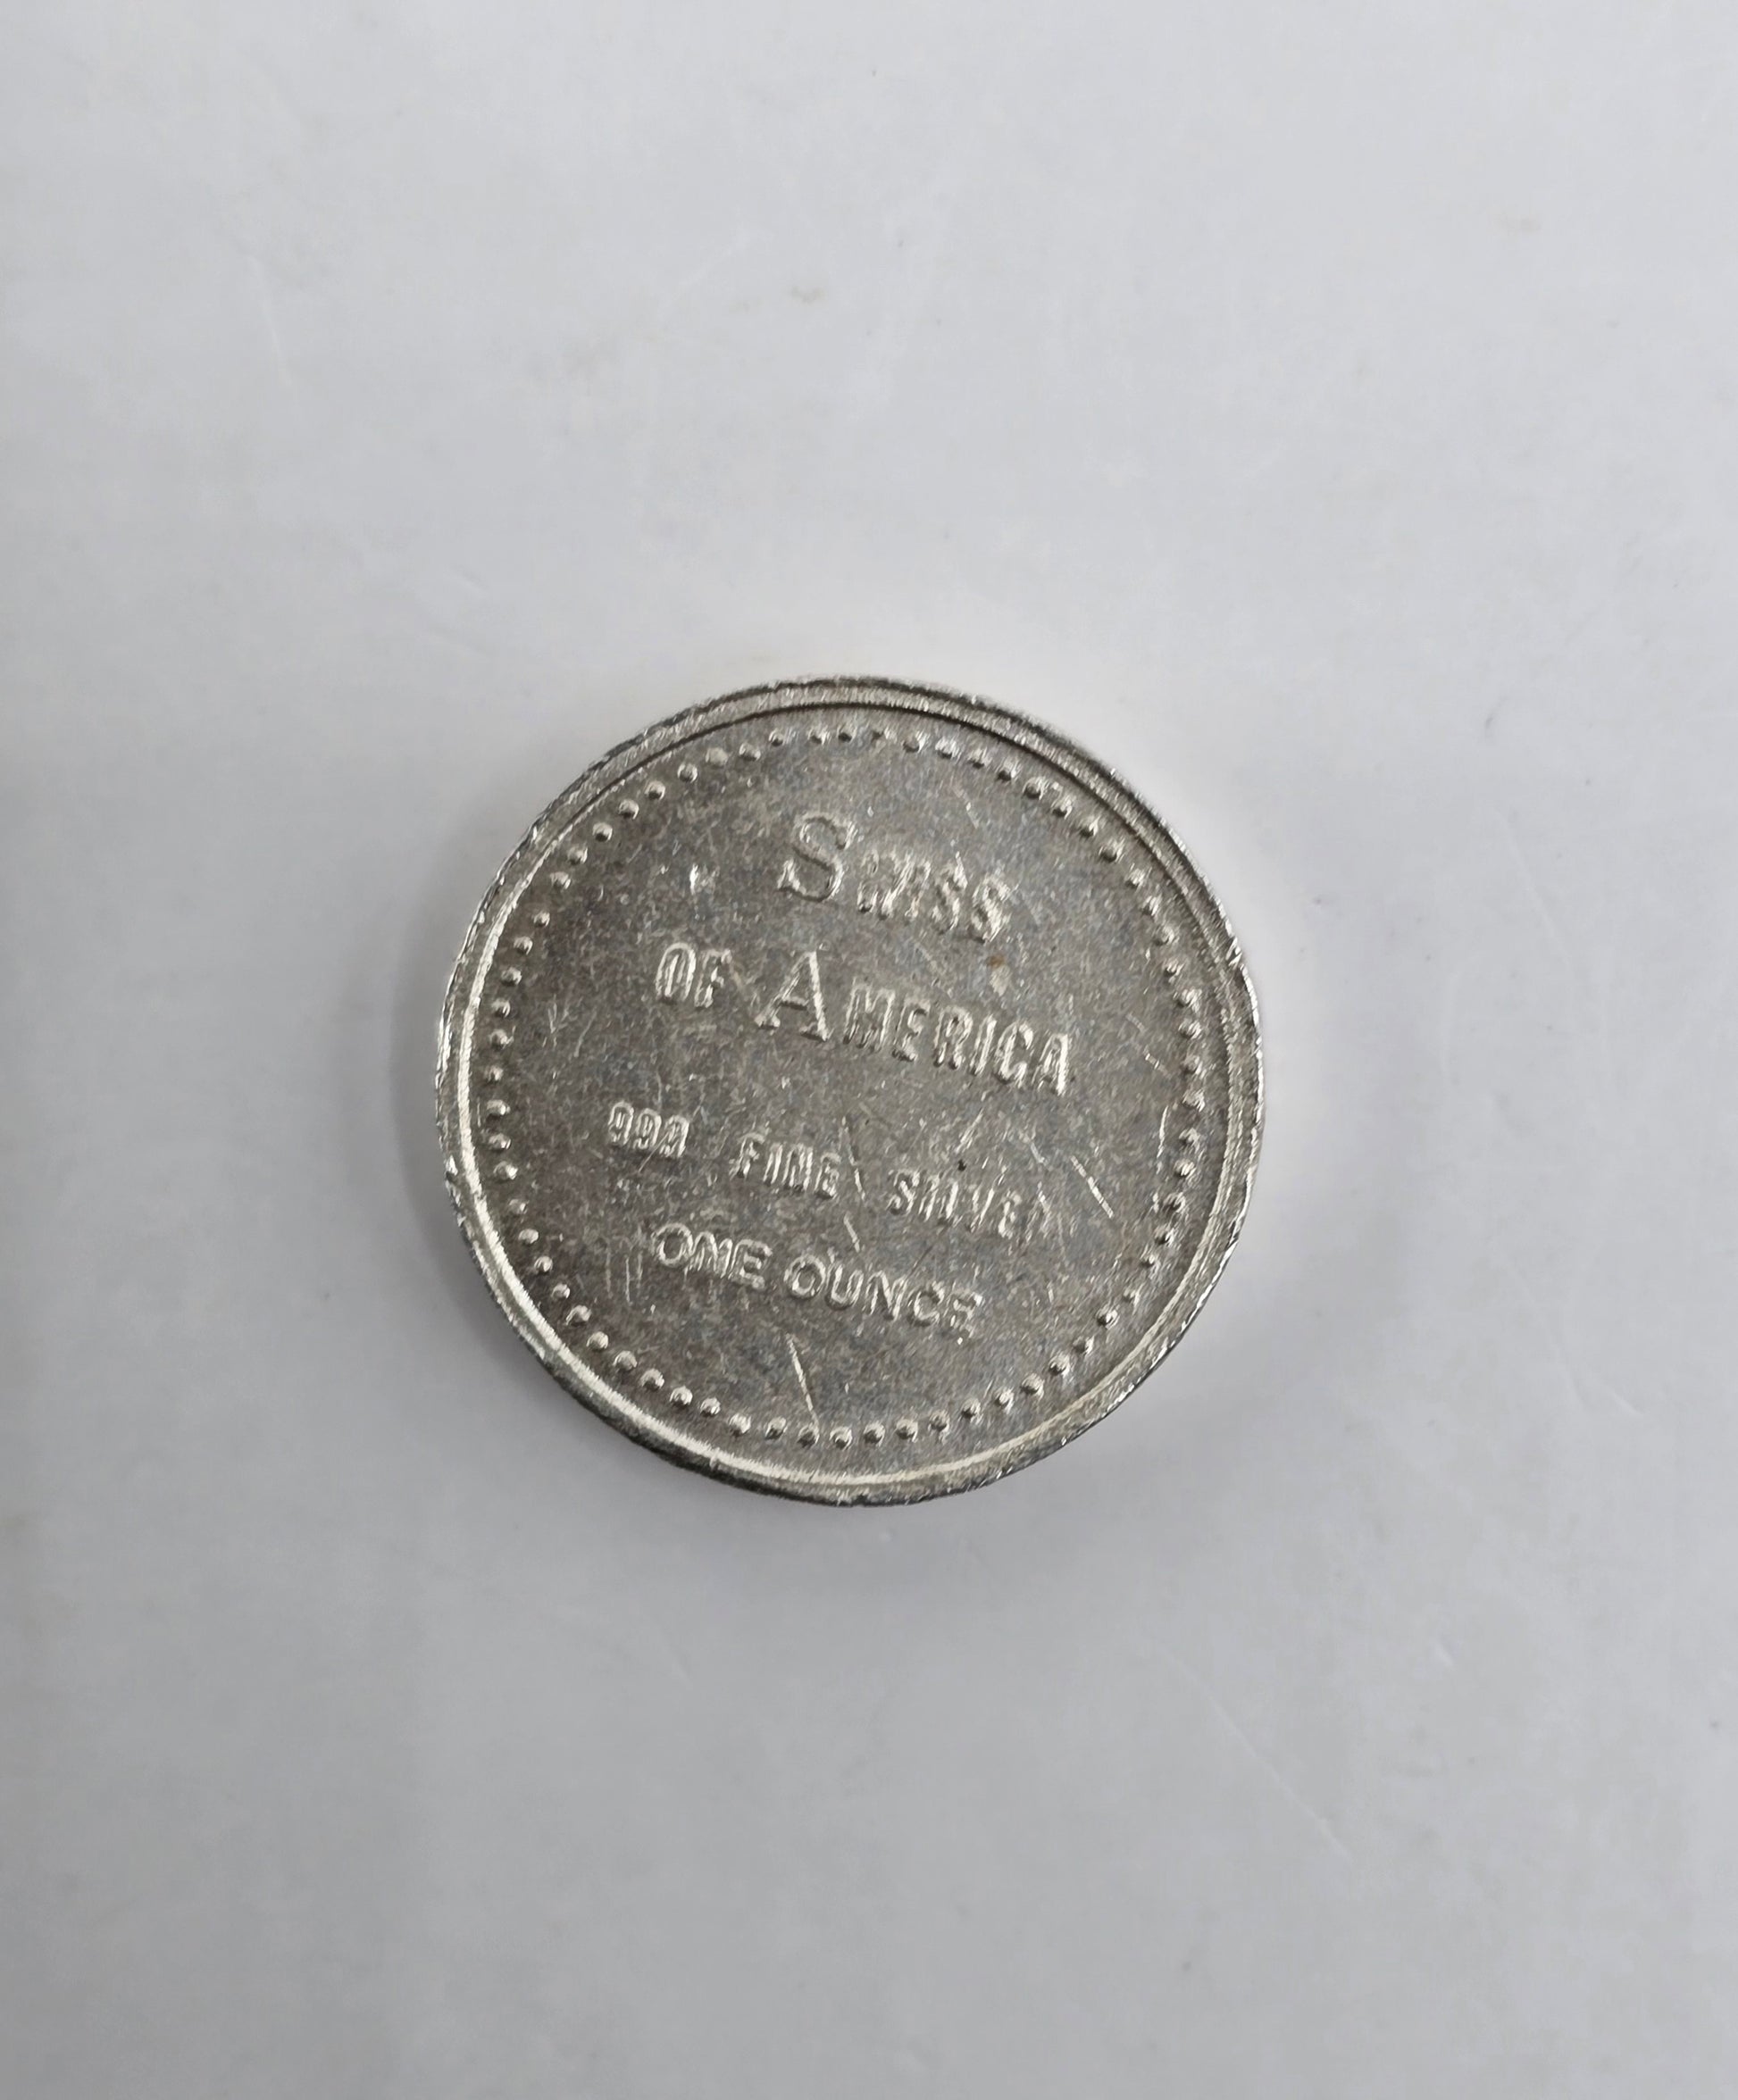 SWISS
OF AMERICA
999 FINE SILVER
ONE OUNCE